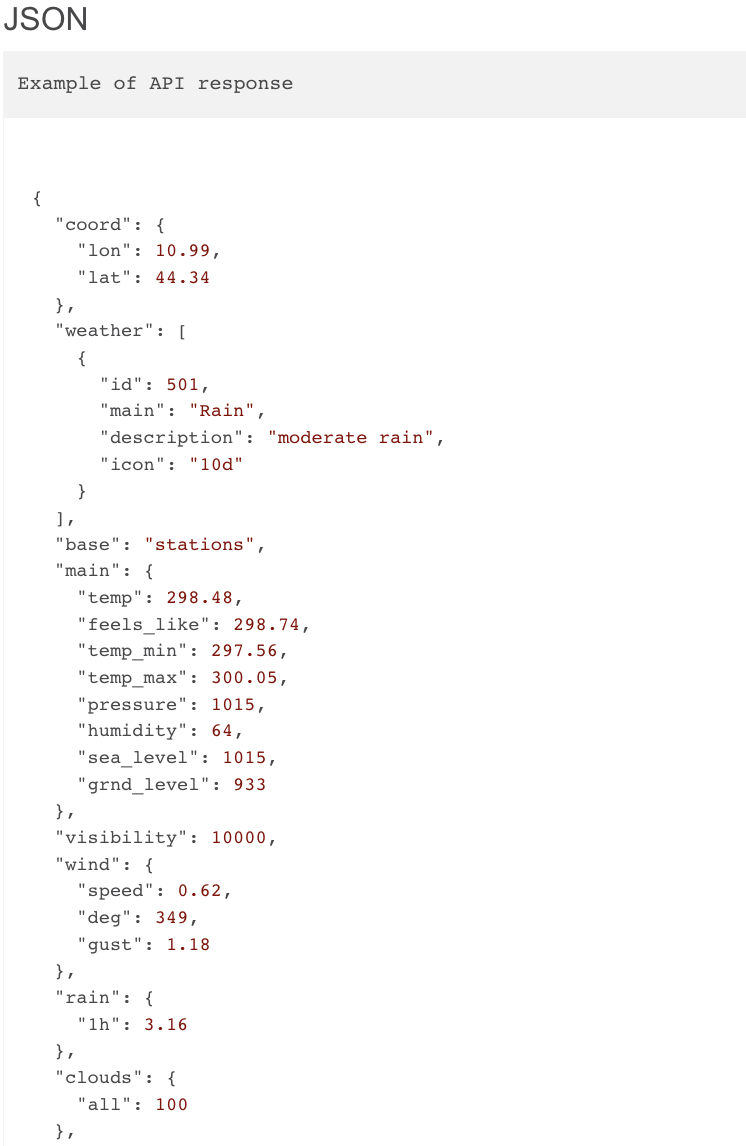 JSON
Example of API response
{
"coord": {
"lon": 10.99,
"lat": 44.34
},
"weather": [
{
"id": 501,
"main": "Rain",
"description": "moderate rain",
"icon": "10d"
}
],
"base": "stations",
"main": {
"temp": 298.48,
"feels_like": 298.74,
"temp_min": 297.56,
"temp_max": 300.05,
"pressure": 1015,
"humidity": 64,
"sea_level": 1015,
"grnd_level": 933
},
"visibility": 10000,
"wind": {
"speed": 0.62,
"deg": 349,
"gust": 1.18
},
"rain": {
"1h": 3.16
},
"clouds": {
"all": 100
},